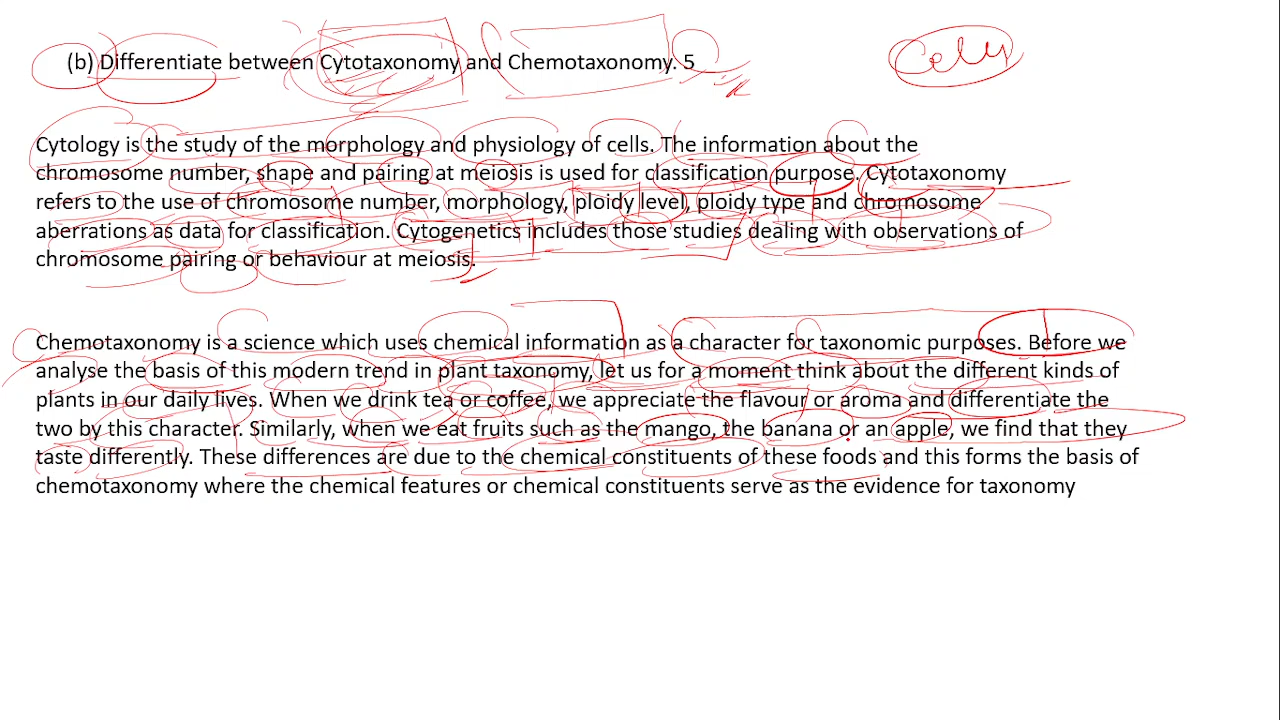 (b) Differentiate between Cytotaxonomy and Chemotaxonomy. 5
Cytology is the study of the morphology and physiology of cells. The information about the
chromosome number, shape and pairing at meiosis is used for classification purpose. Cytotaxonomy
refers to the use of chromosome number, morphology, ploidy level, ploidy type and chromosome
aberrations as data for classification. Cytogenetics includes those studies dealing with observations of
chromosome pairing or behaviour at meiosis.
Chemotaxonomy is a science which uses chemical information as a character for taxonomic purposes. Before we
analyse the basis of this modern trend in plant taxonomy, let us for a moment think about the different kinds of
plants in our daily lives. When we drink tea or coffee, we appreciate the flavour or aroma and differentiate the
two by this character. Similarly, when we eat fruits such as the mango, the banana or an apple, we find that they
taste differently. These differences are due to the chemical constituents of these foods and this forms the basis of
chemotaxonomy where the chemical features or chemical constituents serve as the evidence for taxonomy